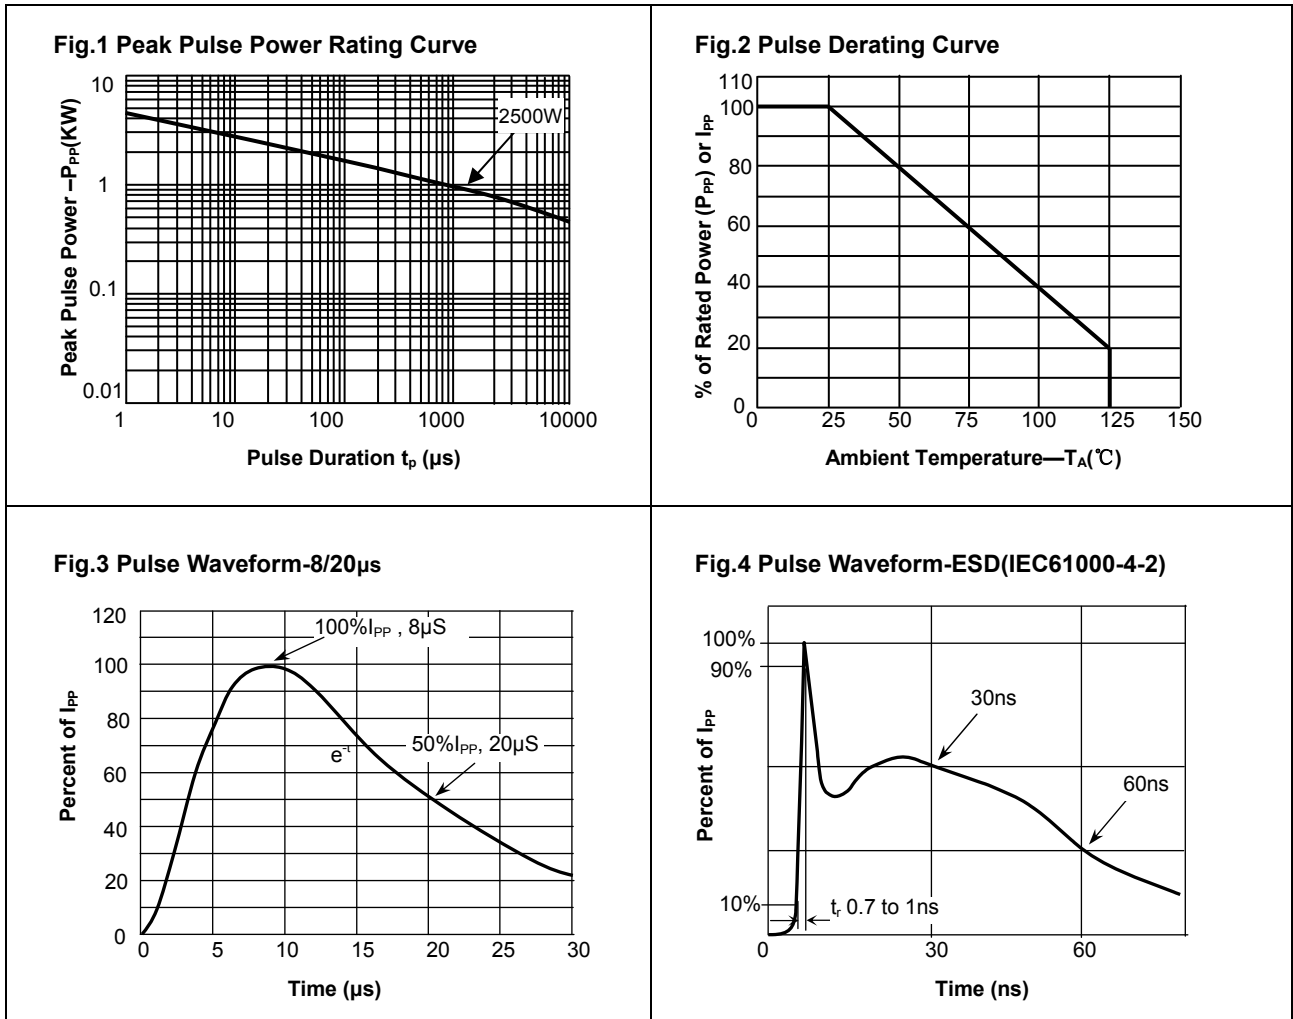 Fig.1 Peak Pulse Power Rating Curve
Peak Pulse Power –PPP(KW)
10
1
0.1
0.01
2500W
1 10 100 1000 10000
Pulse Duration tp (µs)
Fig.2 Pulse Derating Curve
% of Rated Power (PPP) or IPP
110
100
80
60
40
20
0
0 25 50 75 100 125 150
Ambient Temperature—TA(℃)
Fig.3 Pulse Waveform-8/20µs
Percent of IPP
120
100
80
60
40
20
0
100%IPP , 8µS
e-t
50%IPP, 20µS
0 5 10 15 20 25 30
Time (µs)
Fig.4 Pulse Waveform-ESD(IEC61000-4-2)
Percent of IPP
100%
90%
10%
30ns
60ns
tr 0.7 to 1ns
0 30 60
Time (ns)